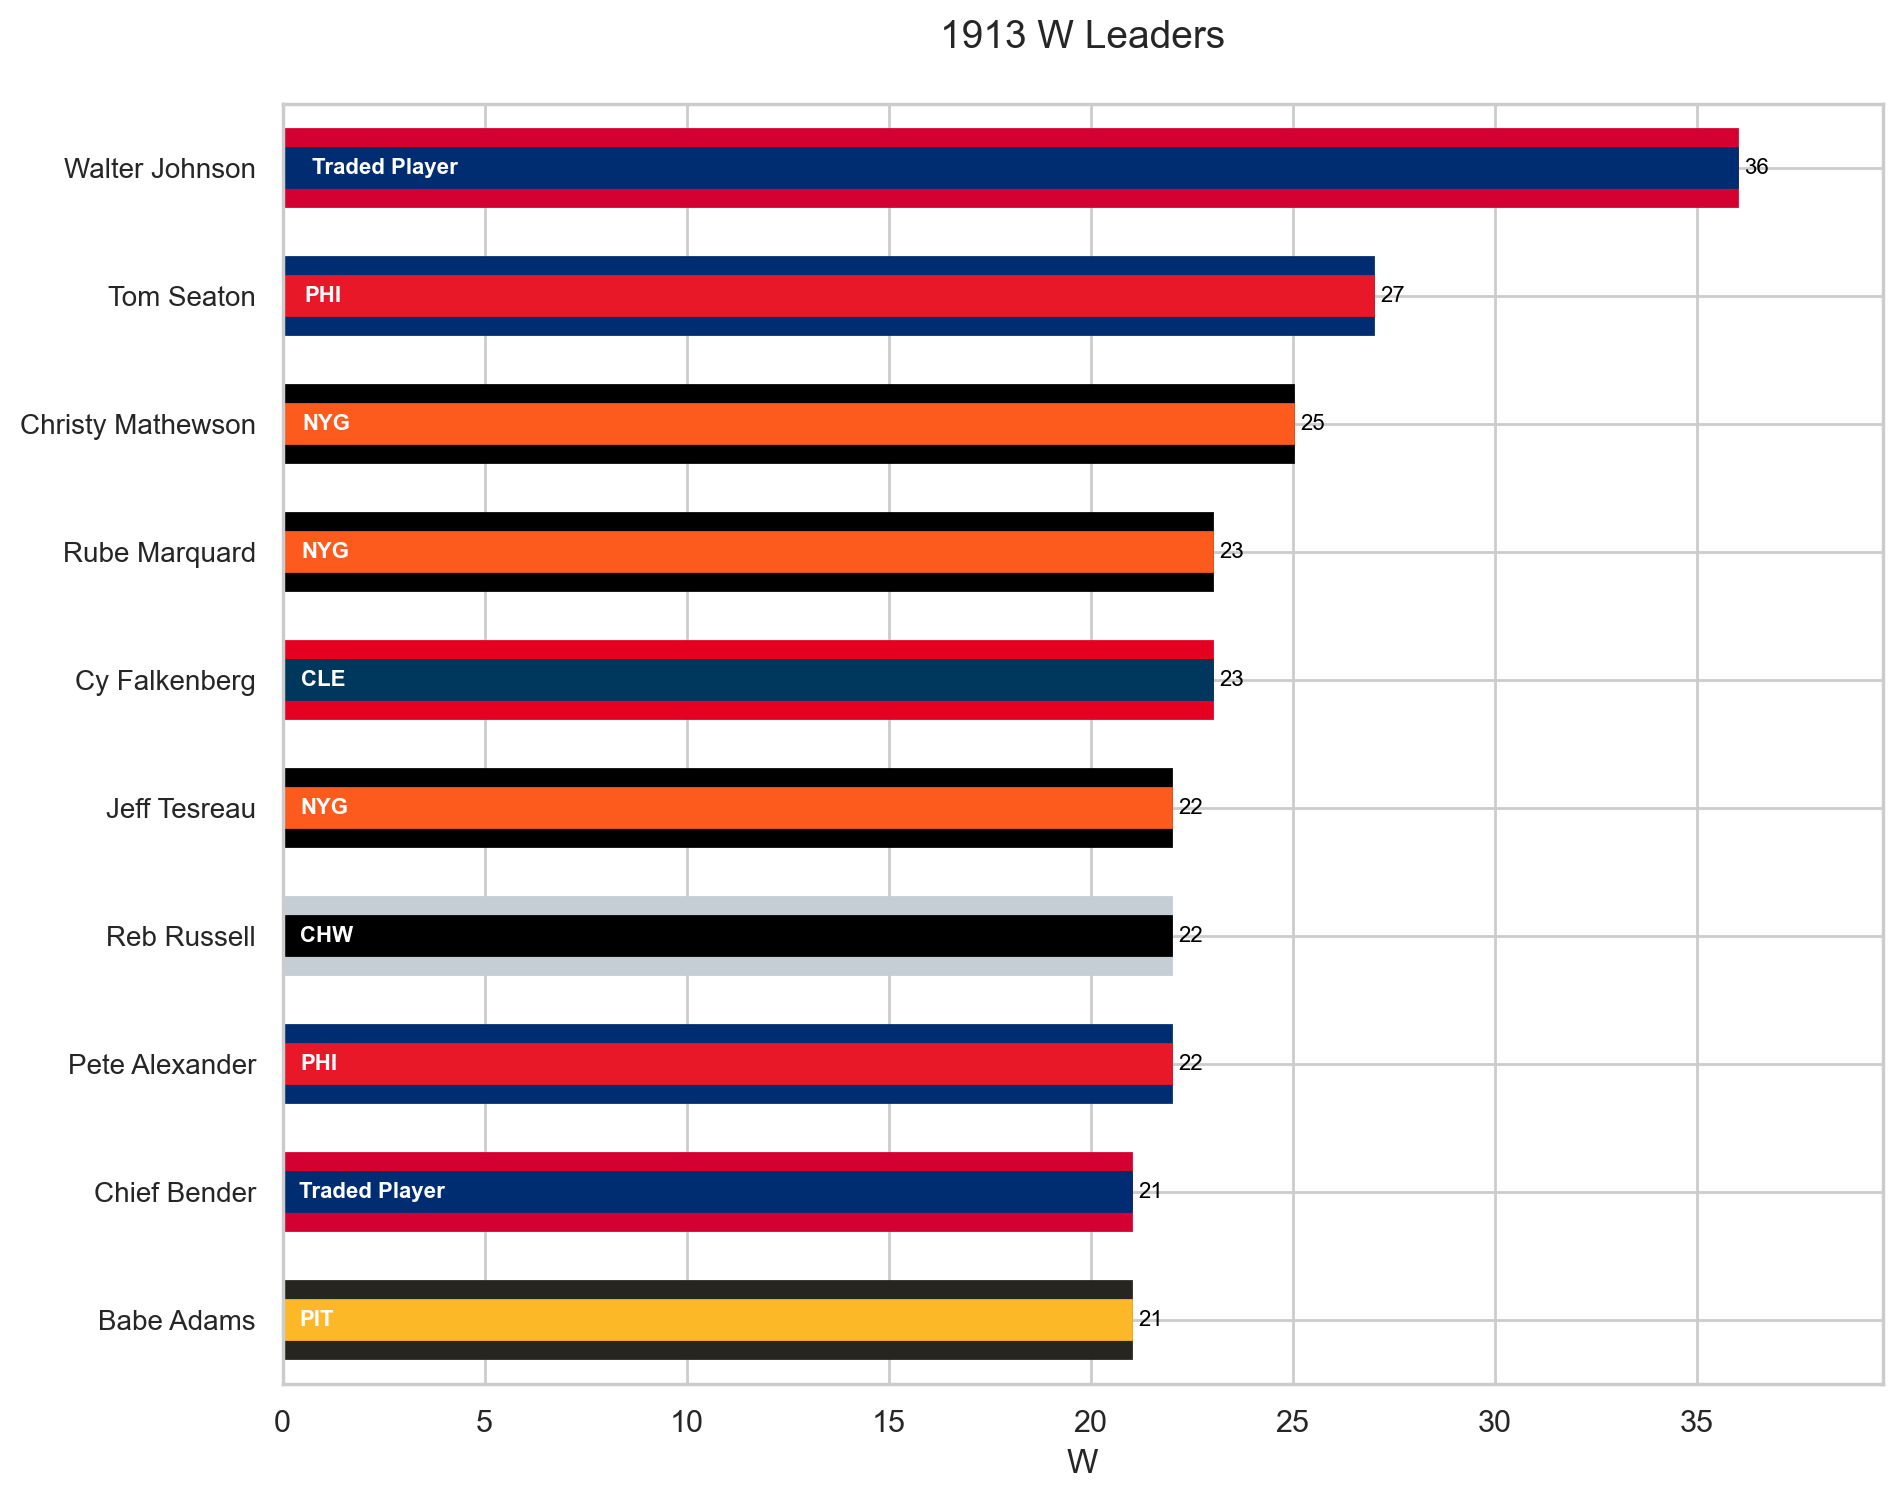 1913 W Leaders
Walter Johnson Traded Player 36
Tom Seaton PHI 27
Christy Mathewson NYG 25
Rube Marquard NYG 23
Cy Falkenberg CLE 23
Jeff Tesreau NYG 22
Reb Russell CHW 22
Pete Alexander PHI 22
Chief Bender Traded Player 21
Babe Adams PIT 21
0 5 10 15 20 25 30 35
W